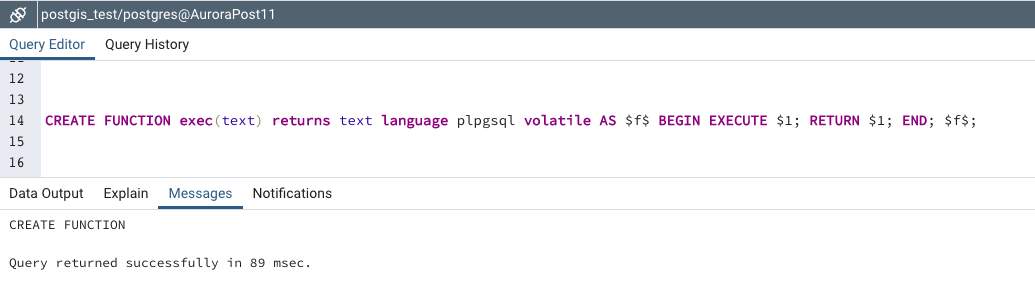 postgis_test/postgres@AuroraPost11
Query Editor Query History
12
13
14 CREATE FUNCTION exec(text) returns text language plpgsql volatile AS $f$ BEGIN EXECUTE $1; RETURN $1; END; $f$;
15
16
Data Output Explain Messages Notifications
CREATE FUNCTION
Query returned successfully in 89 msec.